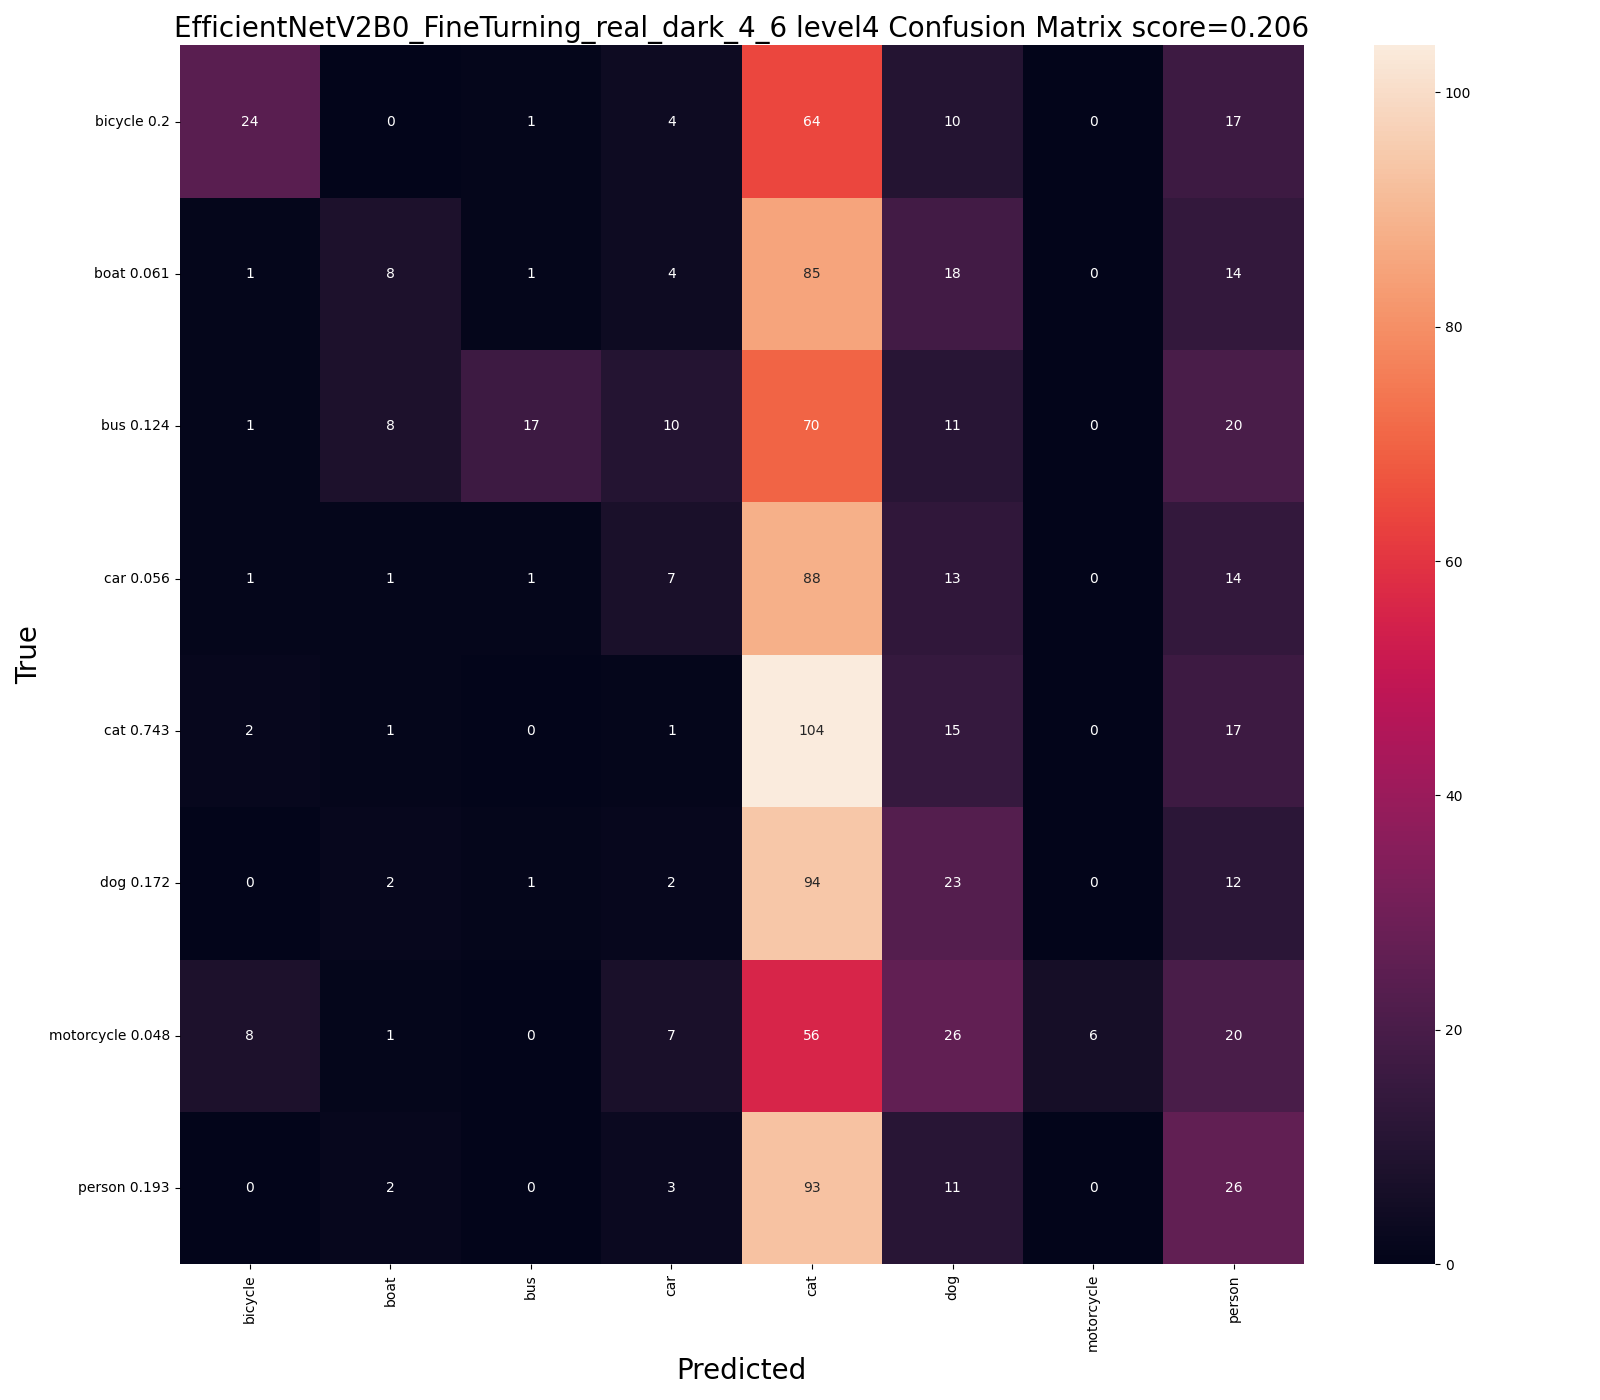 EfficientNetV2B0_FineTurning_real_dark_4_6 level4 Confusion Matrix score=0.206
bicycle 0.2 24 0 1 4 64 10 0 17
boat 0.061 1 8 1 4 85 18 0 14
bus 0.124 1 8 17 10 70 11 0 20
car 0.056 1 1 1 7 88 13 0 14
cat 0.743 2 1 0 1 104 15 0 17
dog 0.172 0 2 1 2 94 23 0 12
motorcycle 0.048 8 1 0 7 56 26 6 20
person 0.193 0 2 0 3 93 11 0 26
bicycle boat bus car cat dog motorcycle person
True
Predicted
100
80
60
40
20
0